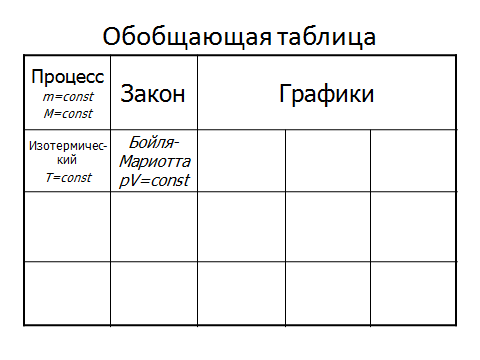 Обобщающая таблица
Процесс
m=const
M=const
Закон
Графики
Изотермичес-
кий
T=const
Бойля-
Мариотта
pV=const